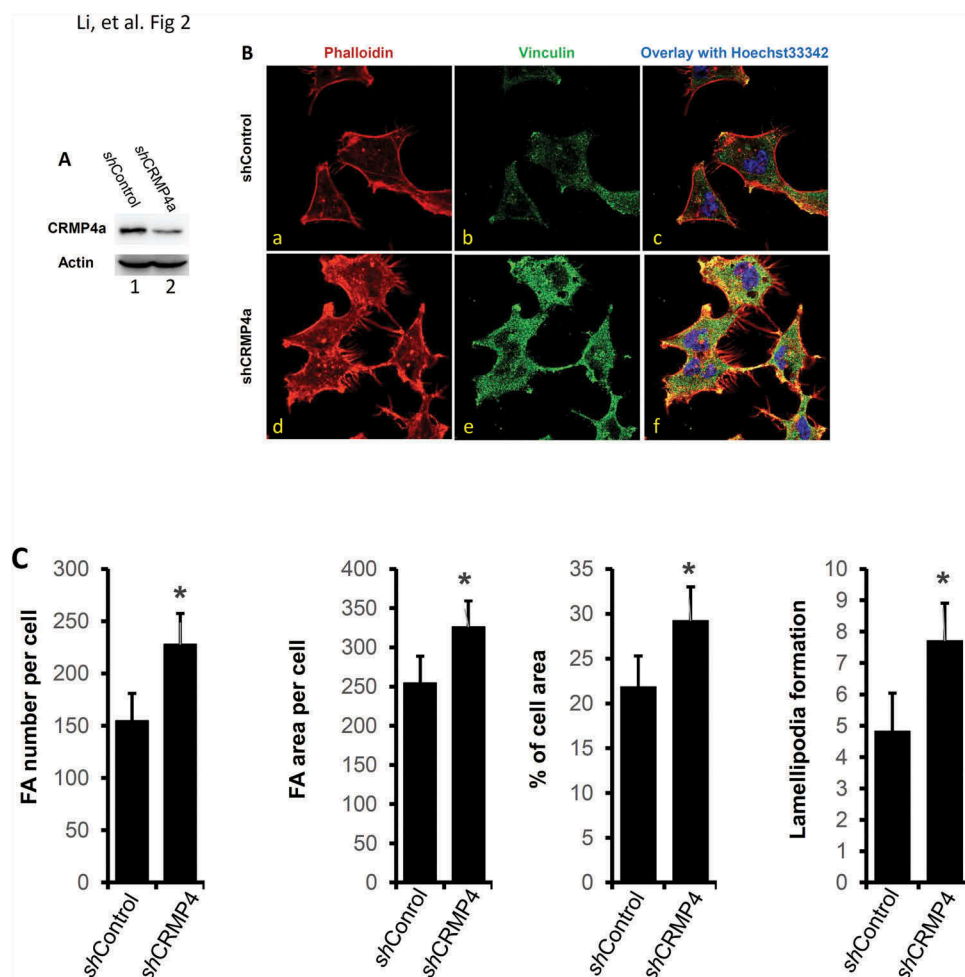 Li, et al. Fig 2
A
shControl
shCRMP4a
CRMP4a
Actin
1 2
B
Phalloidin Vinculin Overlay with Hoechst33342
shControl
a b c
shCRMP4a
d e f
C
FA number per cell
300
250
200
150
100
50
0
*
shControl
shCRMP4
FA area per cell
400
350
300
250
200
150
100
50
0
*
shConrol
shCRMP4
% of cell area
35
30
25
20
15
10
5
0
*
shControl
shCRMP4
Lamellipodia formation
10
9
8
7
6
5
4
3
2
1
0
*
shControl
shCRMP4